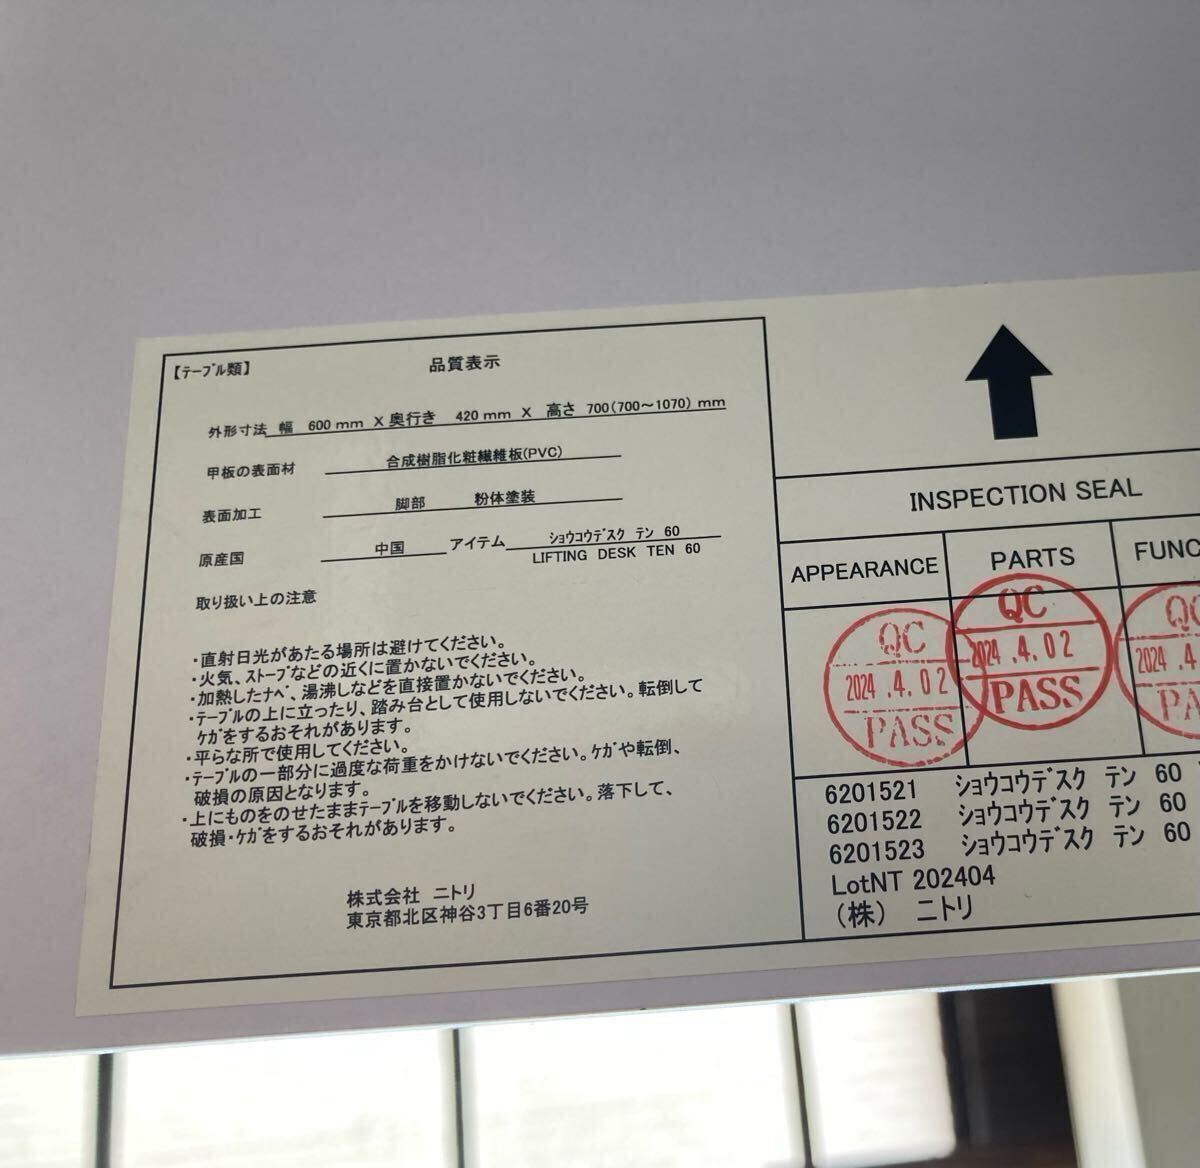 【ﾃｰﾌﾞﾙ類】
品質表示
外形寸法 幅 600 mm X 奥行き 420 mm X 高さ 700(700～1070) mm
甲板の表面材 合成樹脂化粧繊維板(PVC)
表面加工 脚部 粉体塗装
原産国 中国 アイテム ｼｮｳｺｳﾃﾞｽｸ ﾃﾝ 60
LIFTING DESK TEN 60
取り扱い上の注意
・直射日光があたる場所は避けてください。
・火気、ｽﾄｰﾌﾞなどの近くに置かないでください。
・加熱したﾅﾍﾞ、湯沸しなどを直接置かないでください。
・ﾃｰﾌﾞﾙの上に立ったり、踏み台として使用しないでください。転倒して
ｹｶﾞをするおそれがあります。
・平らな所で使用してください。
・ﾃｰﾌﾞﾙの一部分に過度な荷重をかけないでください。ｹｶﾞや転倒、
破損の原因となります。
・上にものをのせたままﾃｰﾌﾞﾙを移動しないでください。落下して、
破損・ｹｶﾞをするおそれがあります。
株式会社 ニトリ
東京都北区神谷3丁目6番20号
INSPECTION SEAL
APPEARANCE PARTS FUNC
QC
2024.4.02
PASS
QC
2024.4.02
PASS
QC
2024.4
PA
6201521 ｼｮｳｺｳﾃﾞｽｸ ﾃﾝ 60
6201522 ｼｮｳｺｳﾃﾞｽｸ ﾃﾝ 60
6201523 ｼｮｳｺｳﾃﾞｽｸ ﾃﾝ 60
LotNT 202404
(株) ニトリ